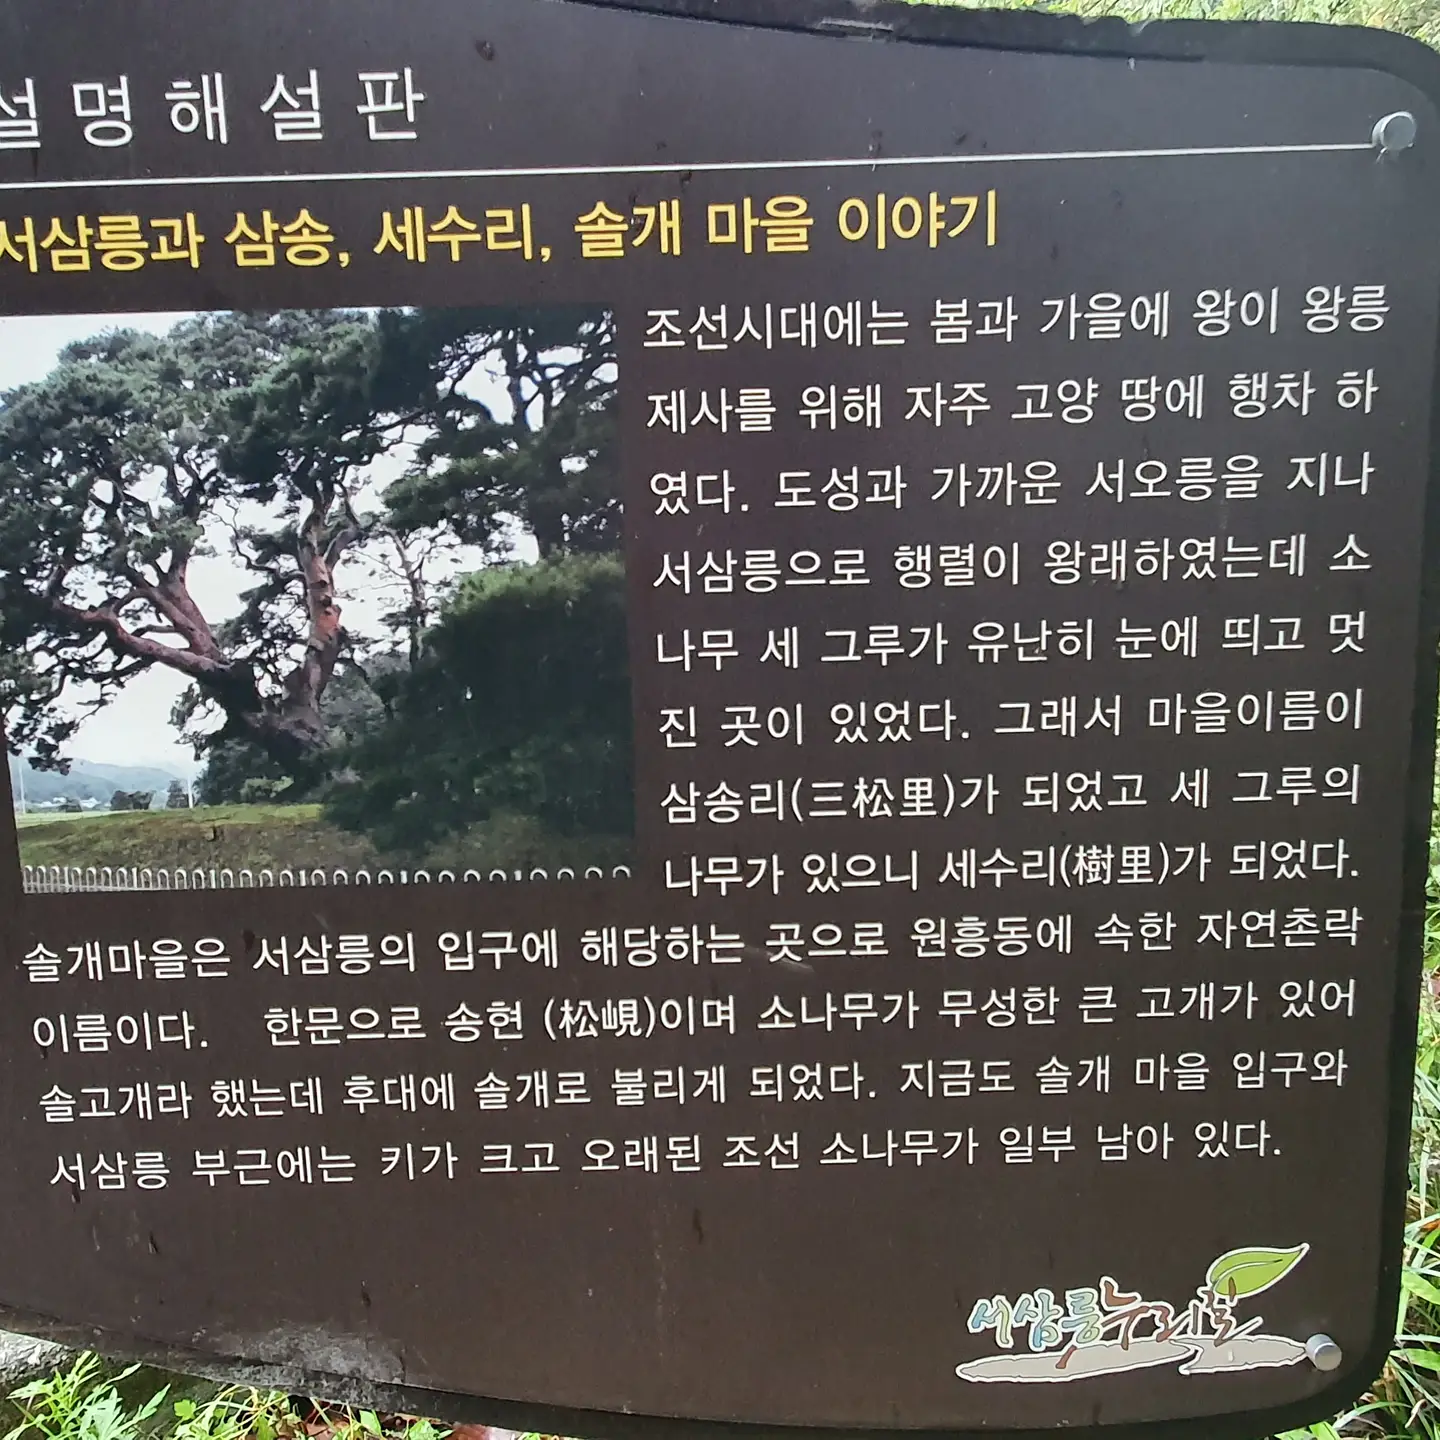 설명해설판
서삼릉과 삼송, 세수리, 솔개 마을 이야기
조선시대에는 봄과 가을에 왕이 왕릉
제사를 위해 자주 고양 땅에 행차 하
였다. 도성과 가까운 서오릉을 지나
서삼릉으로 행렬이 왕래하였는데 소
나무 세 그루가 유난히 눈에 띄고 멋
진 곳이 있었다. 그래서 마을이름이
삼송리(三松里)가 되었고 세 그루의
나무가 있으니 세수리(樹里)가 되었다.
솔개마을은 서삼릉의 입구에 해당하는 곳으로 원흥동에 속한 자연촌락
이름이다. 한문으로 송현 (松峴)이며 소나무가 무성한 큰 고개가 있어
솔고개라 했는데 후대에 솔개로 불리게 되었다. 지금도 솔개 마을 입구와
서삼릉 부근에는 키가 크고 오래된 조선 소나무가 일부 남아 있다.
서삼릉누리길